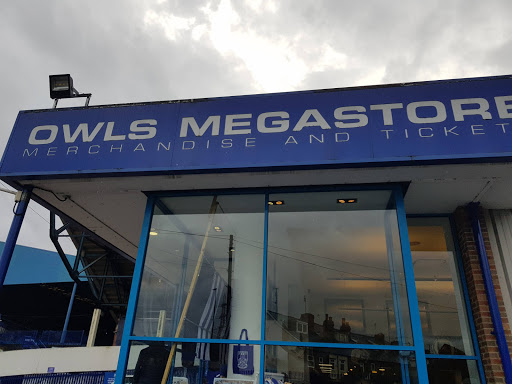 OWLS MEGASTORE
MERCHANDISE AND TICKET